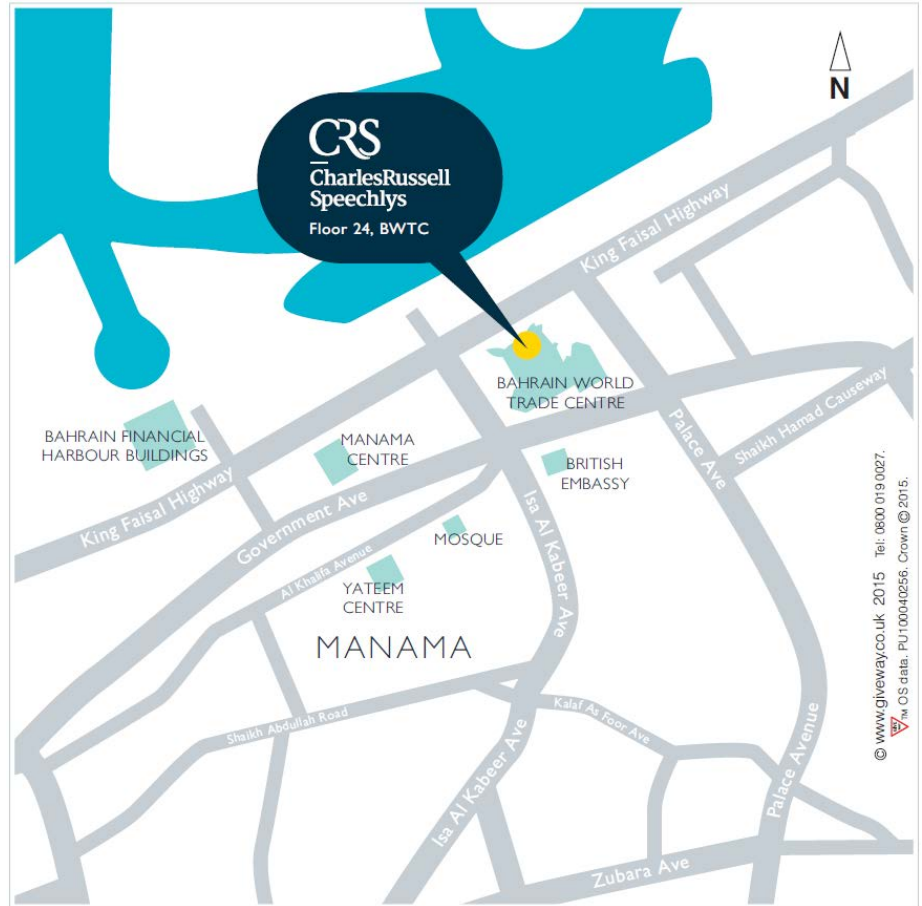 N
CRS
CharlesRussell
Speechlys
Floor 24, BWTC
King Faisal Highway
BAHRAIN WORLD
TRADE CENTRE
BAHRAIN FINANCIAL
HARBOUR BUILDINGS
MANAMA
CENTRE
BRITISH
EMBASSY
Palace Ave
Shaikh Hamad Causeway
King Faisal Highway
Government Ave
Al Khalifa Avenue
MOSQUE
YATEEM
CENTRE
Isa Al Kabeer Ave
MANAMA
Shaikh Abdullah Road
Kalaf As Foor Ave
Isa Al Kabeer Ave
Palace Avenue
Zubara Ave
© www.giveway.co.uk 2015 Tel: 0800 019 0027.
™ OS data. PU100040256. Crown © 2015.